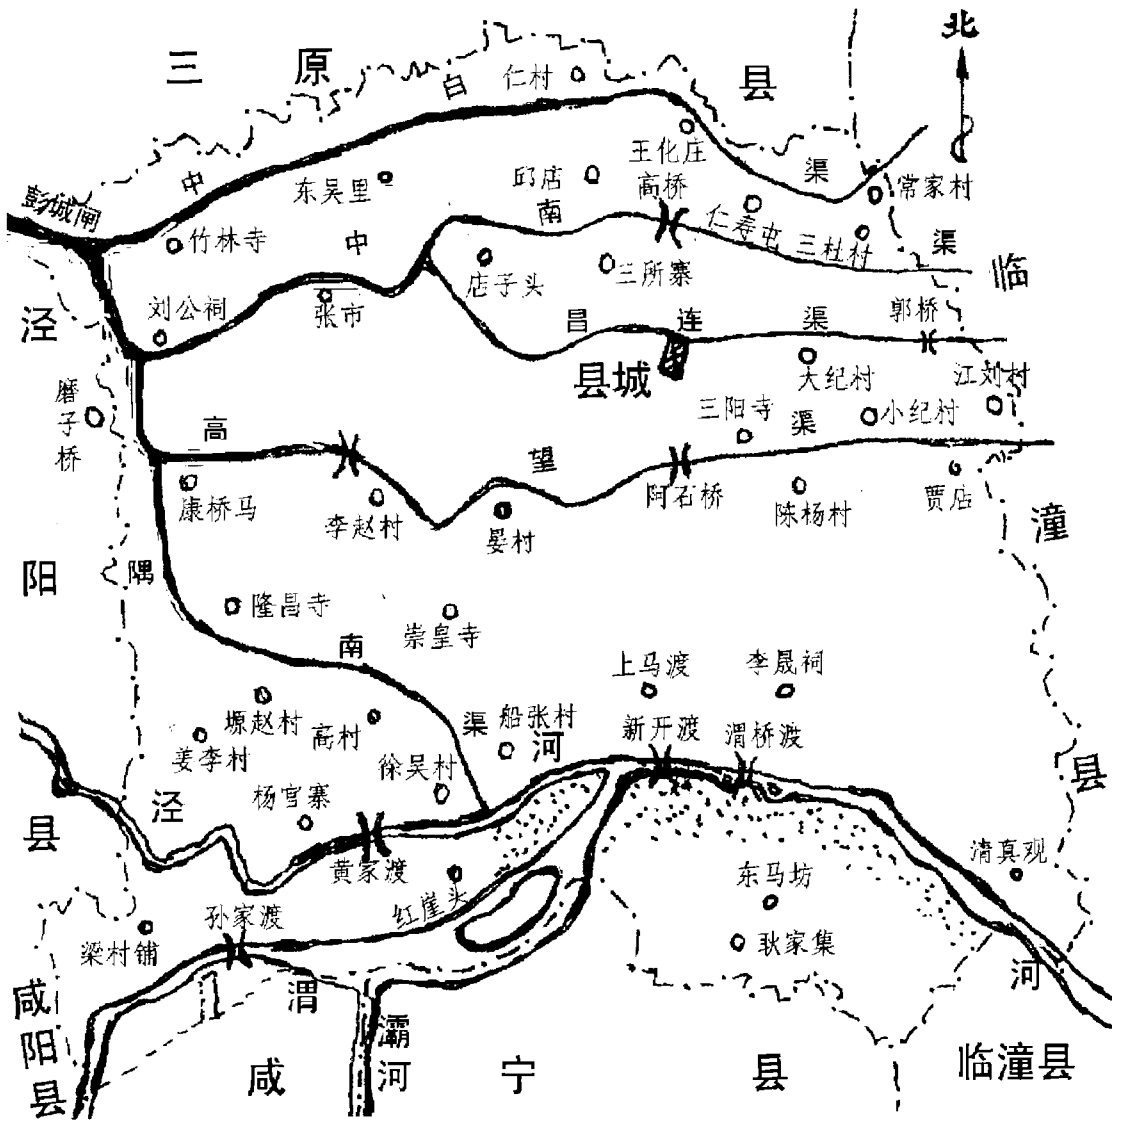 北
三原县
仁村
中白渠
王化庄
邱店
高桥
东吴里
常家村
彭城闸
竹林寺
仁寿屯
三杜村
中南渠
店子头
三所寨
临潼县
刘公祠
张市
昌连渠
郭桥
泾阳县
县城
大纪村
江刘村
磨子桥
三阳寺
小纪村
高望渠
康桥马
李赵村
晏村
阿石桥
陈杨村
贾店
隅南渠
隆昌寺
崇皇寺
上马渡
李晟祠
塬赵村
高村
船张村
新开渡
渭桥渡
姜李村
徐吴村
杨官寨
泾河
黄家渡
清真观
东马坊
红崖头
孙家渡
梁村铺
耿家集
渭河
灞河
咸阳县
咸宁县
临潼县